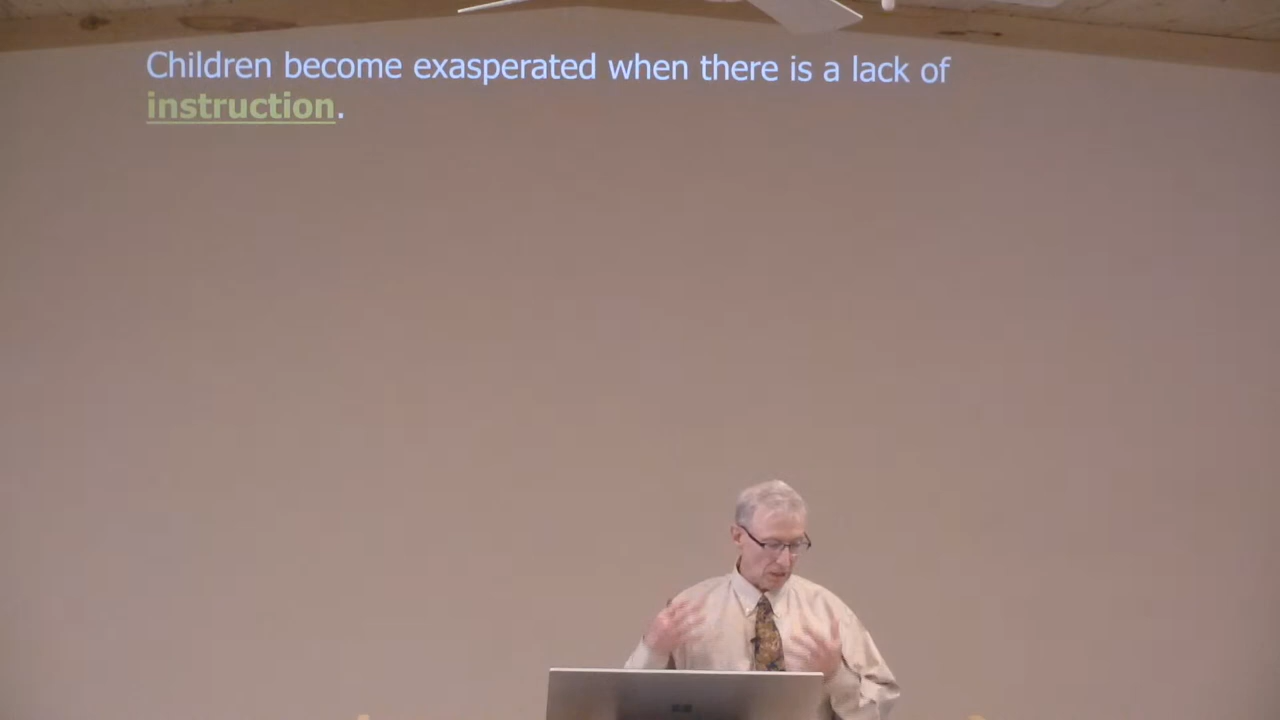 Children become exasperated when there is a lack of
instruction.